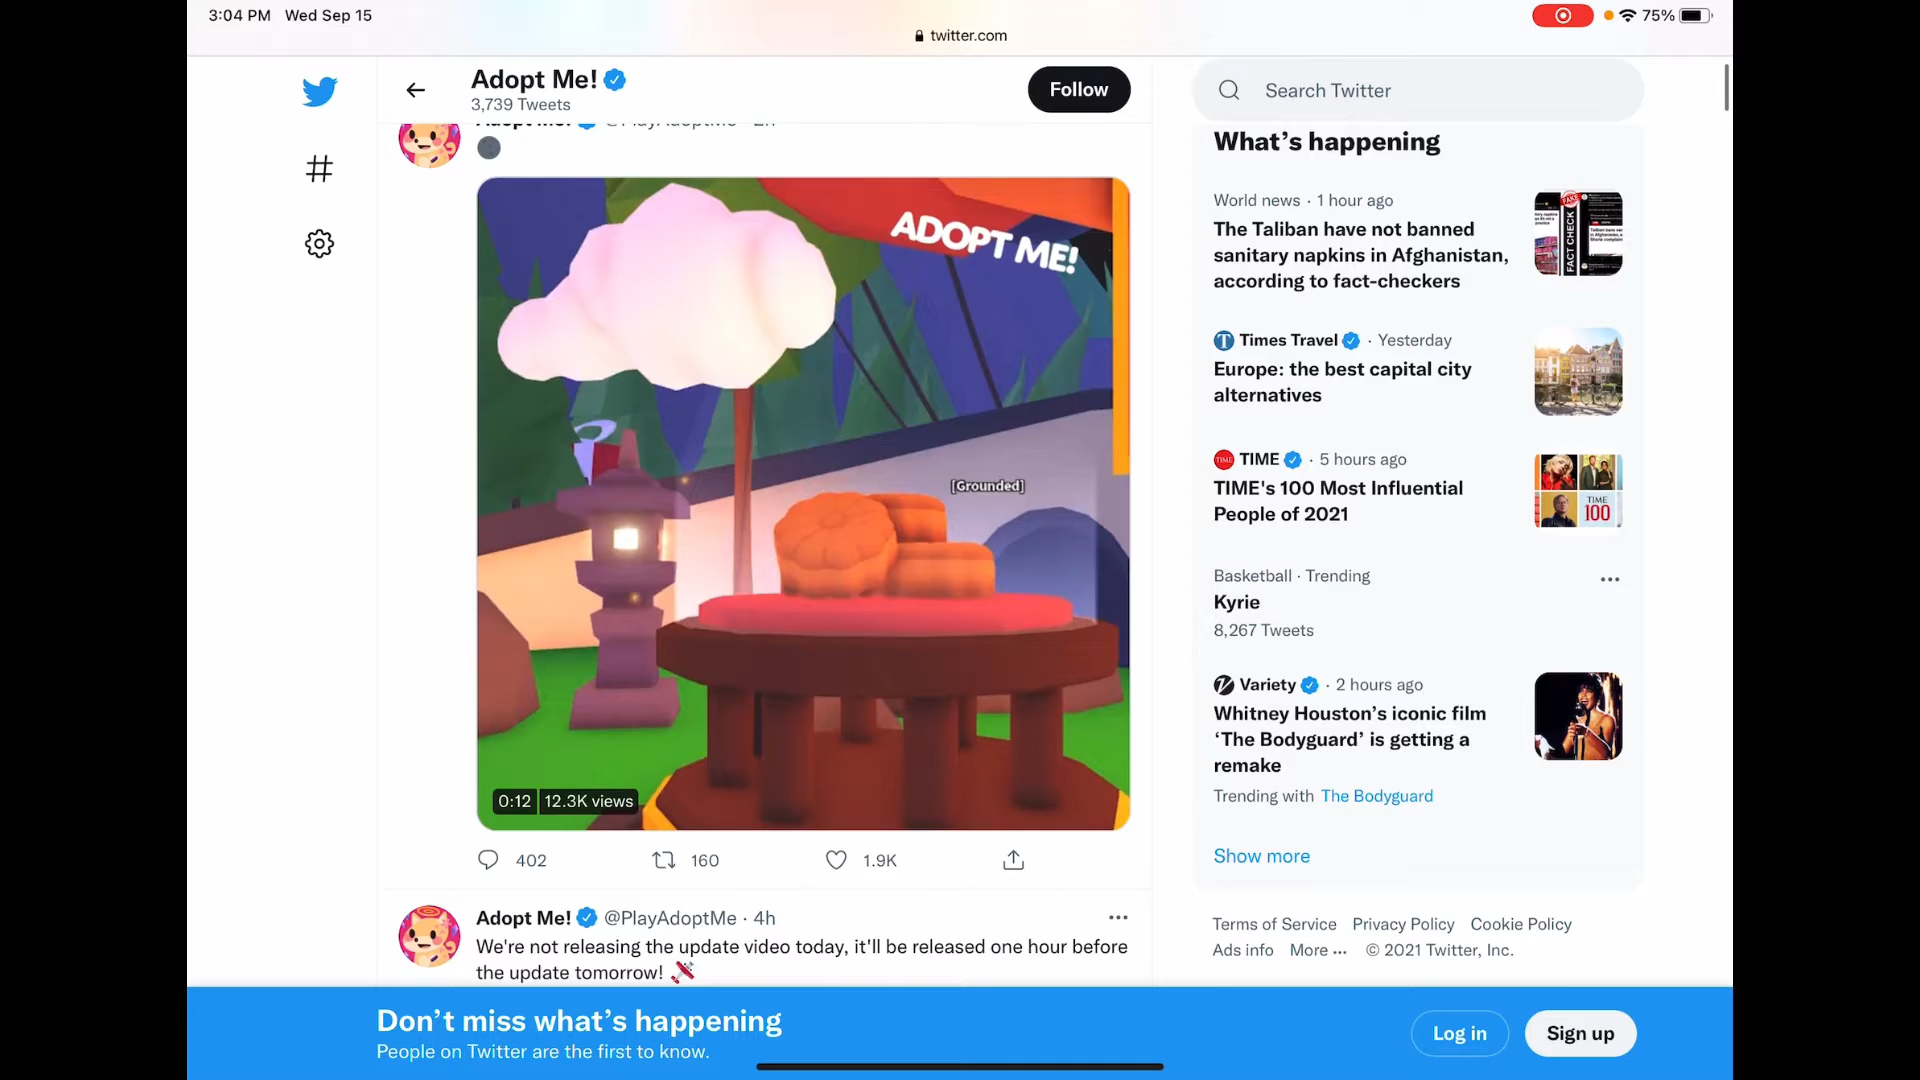 3:04 PM Wed Sep 15
75%
twitter.com
Adopt Me!
3,739 Tweets
Follow
Search Twitter
ADOPT ME!
[Grounded]
0:12 12.3K views
402 160 1.9K
Adopt Me! @PlayAdoptMe · 4h
We're not releasing the update video today, it'll be released one hour before
the update tomorrow!
What's happening
World news · 1 hour ago
The Taliban have not banned
sanitary napkins in Afghanistan,
according to fact-checkers
FAKE
FACT CHECK
Times Travel · Yesterday
Europe: the best capital city
alternatives
TIME · 5 hours ago
TIME's 100 Most Influential
People of 2021
TIME
100
Basketball · Trending
Kyrie
8,267 Tweets
Variety · 2 hours ago
Whitney Houston's iconic film
‘The Bodyguard’ is getting a
remake
Trending with The Bodyguard
Show more
Terms of Service Privacy Policy Cookie Policy
Ads info More ··· © 2021 Twitter, Inc.
Don't miss what's happening
People on Twitter are the first to know.
Log in
Sign up